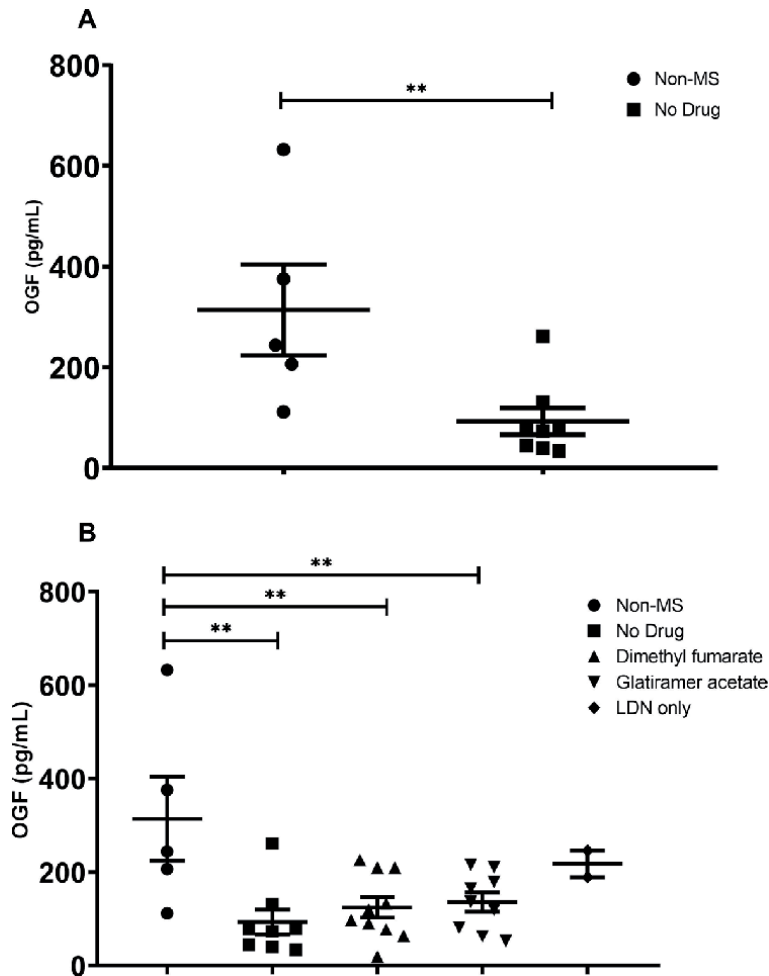 A
800
600
400
200
0
OGF (pg/mL)
**
Non-MS
No Drug
B
800
600
400
200
0
OGF (pg/mL)
**
**
**
Non-MS
No Drug
Dimethyl fumarate
Glatiramer acetate
LDN only